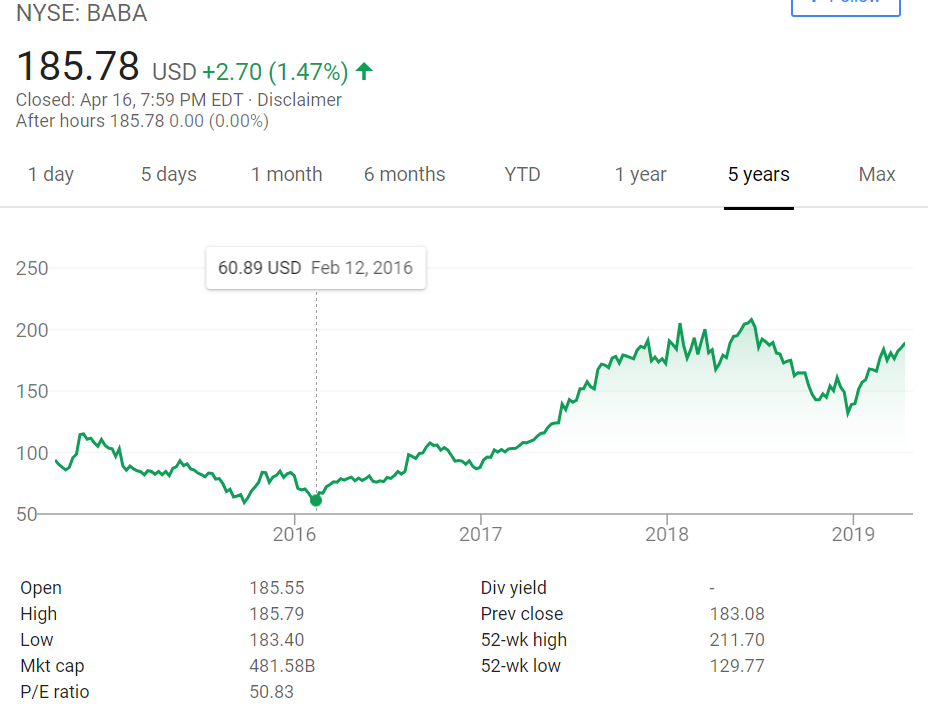 NYSE: BABA
Follow
185.78 USD +2.70 (1.47%) ↑
Closed: Apr 16, 7:59 PM EDT · Disclaimer
After hours 185.78 0.00 (0.00%)
1 day 5 days 1 month 6 months YTD 1 year 5 years Max
60.89 USD Feb 12, 2016
250
200
150
100
50
2016 2017 2018 2019
Open 185.55 Div yield -
High 185.79 Prev close 183.08
Low 183.40 52-wk high 211.70
Mkt cap 481.58B 52-wk low 129.77
P/E ratio 50.83